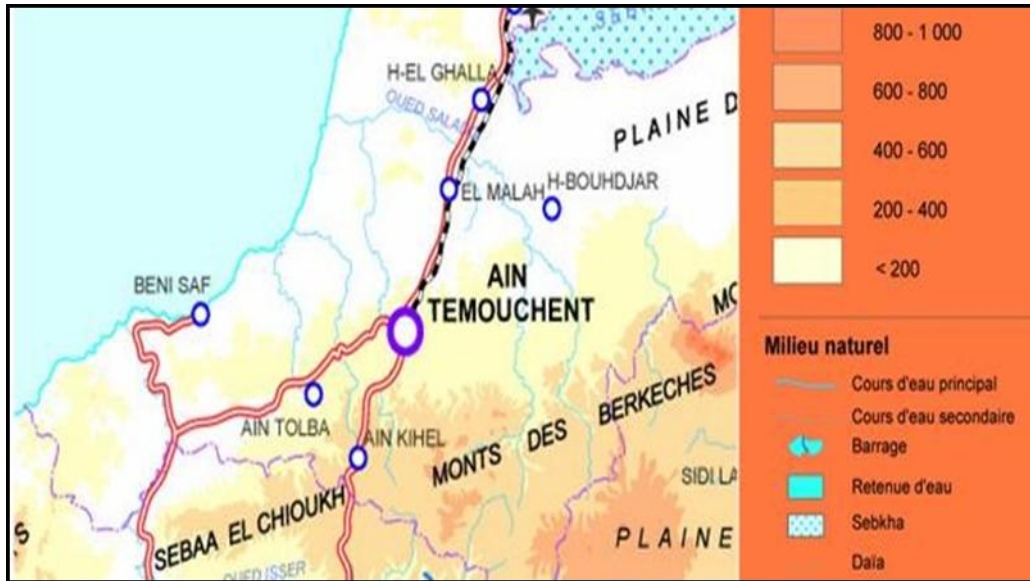 H-EL GHALLA
OUED SALAD
PLAINE D
EL MALAH
H-BOUHDJAR
AIN
TEMOUCHENT
BENI SAF
MONTS DES BERKECHES
AIN TOLBA
AIN KIHEL
SIDI LA
SEBAA EL CHIOUKH
PLAINE
OUED ISSER
800 - 1 000
600 - 800
400 - 600
200 - 400
< 200
Milieu naturel
Cours d'eau principal
Cours d'eau secondaire
Barrage
Retenue d'eau
Sebkha
Daïa